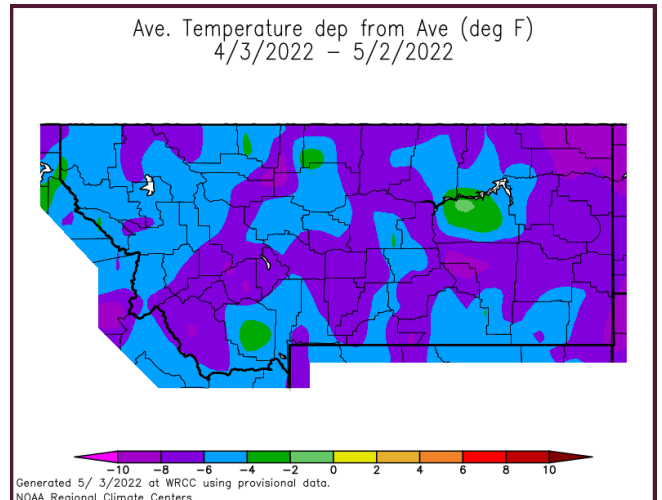 Ave. Temperature dep from Ave (deg F)
4/3/2022 – 5/2/2022
-10 -8 -6 -4 -2 0 2 4 6 8 10
Generated 5/ 3/2022 at WRCC using provisional data.
NOAA Regional Climate Centers